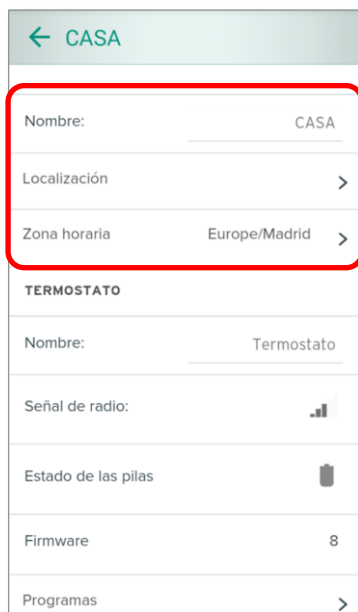 CASA
Nombre: CASA
Localización
Zona horaria Europe/Madrid
TERMOSTATO
Nombre: Termostato
Señal de radio:
Estado de las pilas
Firmware 8
Programas